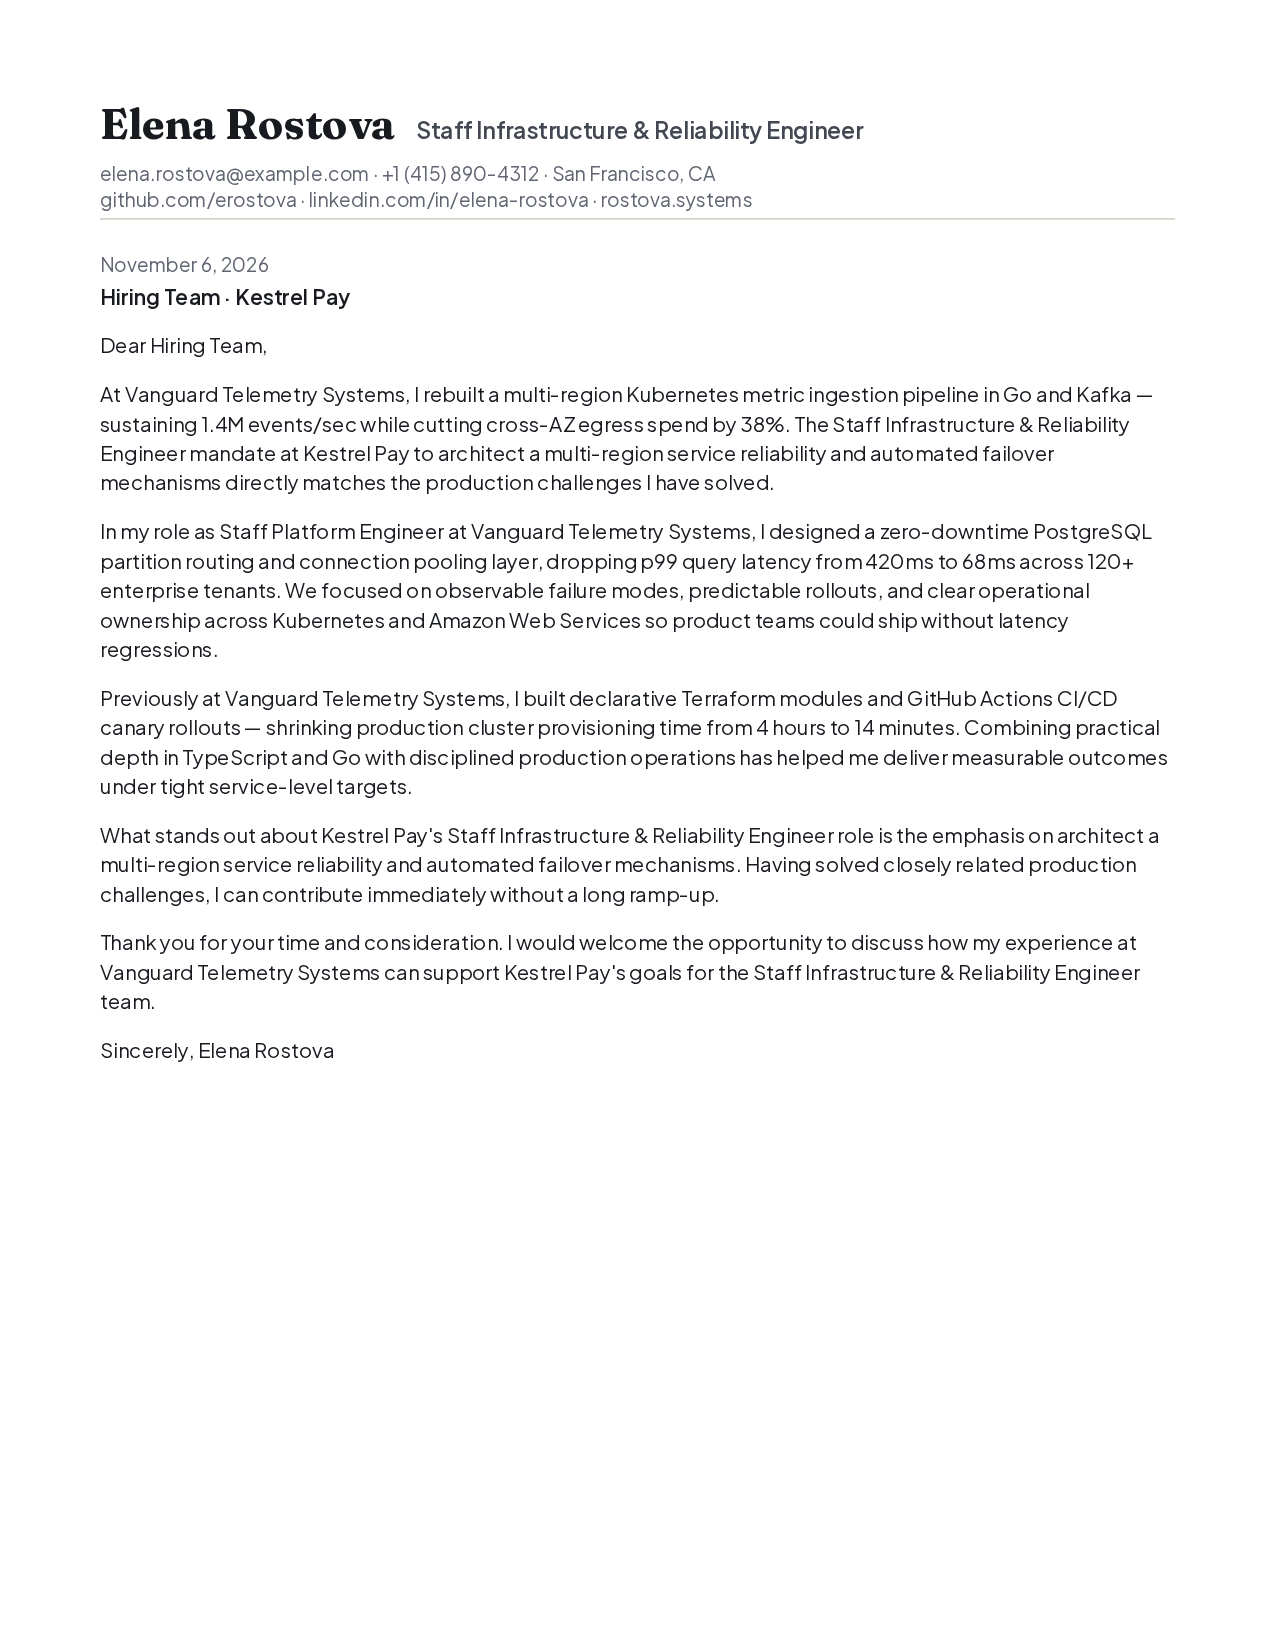 Elena Rostova Staff Infrastructure & Reliability Engineer
elena.rostova@example.com · +1 (415) 890-4312 · San Francisco, CA
github.com/erostova · linkedin.com/in/elena-rostova · rostova.systems
November 6, 2026
Hiring Team · Kestrel Pay
Dear Hiring Team,
At Vanguard Telemetry Systems, I rebuilt a multi-region Kubernetes metric ingestion pipeline in Go and Kafka —
sustaining 1.4M events/sec while cutting cross-AZ egress spend by 38%. The Staff Infrastructure & Reliability
Engineer mandate at Kestrel Pay to architect a multi-region service reliability and automated failover
mechanisms directly matches the production challenges I have solved.
In my role as Staff Platform Engineer at Vanguard Telemetry Systems, I designed a zero-downtime PostgreSQL
partition routing and connection pooling layer, dropping p99 query latency from 420ms to 68ms across 120+
enterprise tenants. We focused on observable failure modes, predictable rollouts, and clear operational
ownership across Kubernetes and Amazon Web Services so product teams could ship without latency
regressions.
Previously at Vanguard Telemetry Systems, I built declarative Terraform modules and GitHub Actions CI/CD
canary rollouts — shrinking production cluster provisioning time from 4 hours to 14 minutes. Combining practical
depth in TypeScript and Go with disciplined production operations has helped me deliver measurable outcomes
under tight service-level targets.
What stands out about Kestrel Pay's Staff Infrastructure & Reliability Engineer role is the emphasis on architect a
multi-region service reliability and automated failover mechanisms. Having solved closely related production
challenges, I can contribute immediately without a long ramp-up.
Thank you for your time and consideration. I would welcome the opportunity to discuss how my experience at
Vanguard Telemetry Systems can support Kestrel Pay's goals for the Staff Infrastructure & Reliability Engineer
team.
Sincerely, Elena Rostova